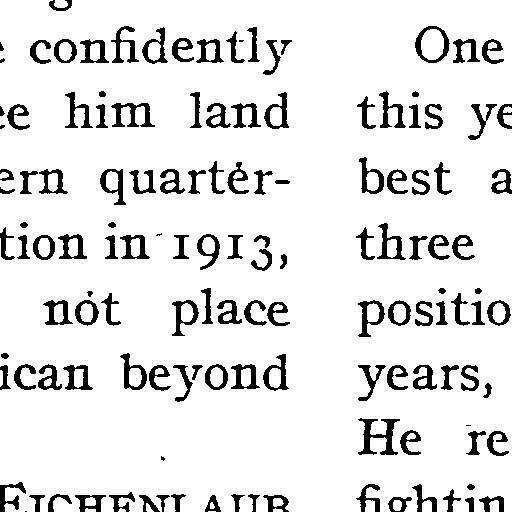 confidently
him land
ern quarter-
tion in 1913,
not place
ican beyond
EICHENLAUB
One
this ye
best a
three
positio
years,
He re
fightin